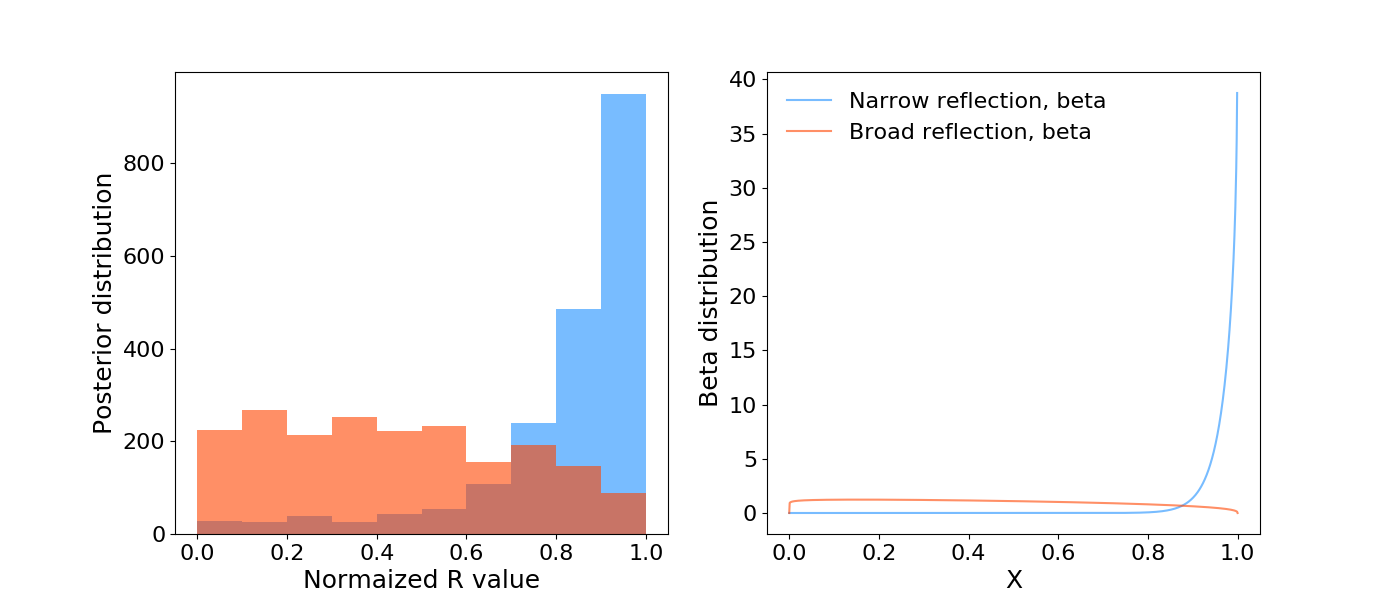 Posterior distribution
800
600
400
200
0
0.0 0.2 0.4 0.6 0.8 1.0
Normaized R value
Beta distribution
40
35
30
25
20
15
10
5
0
Narrow reflection, beta
Broad reflection, beta
0.0 0.2 0.4 0.6 0.8 1.0
X